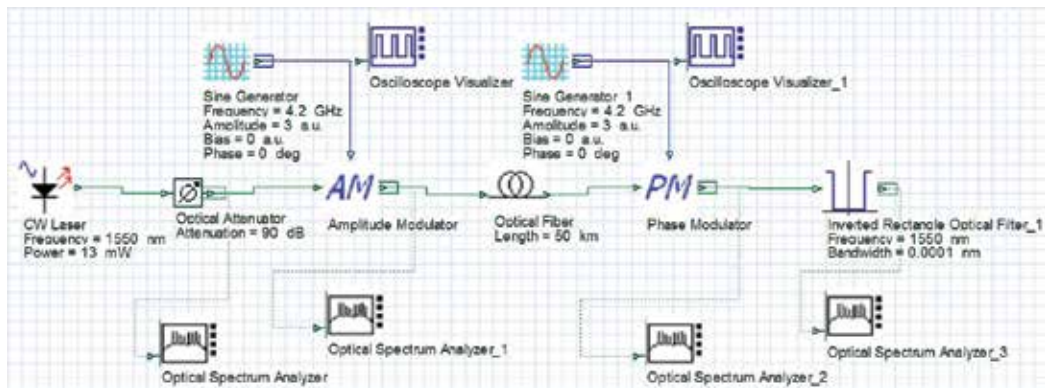 Oscilloscope Visualizer
Sine Generator
Frequency = 4.2 GHz
Amplitude = 3 a.u.
Bias = 0 a.u.
Phase = 0 deg
Oscilloscope Visualizer_1
Sine Generator_1
Frequency = 4.2 GHz
Amplitude = 3 a.u.
Bias = 0 a.u.
Phase = 0 deg
CW Laser
Frequency = 1550 nm
Power = 13 mW
Optical Attenuator
Attenuation = 90 dB
AM
Amplitude Modulator
Optical Fiber
Length = 50 km
PM
Phase Modulator
Inverted Rectangle Optical Filter_1
Frequency = 1550 nm
Bandwidth = 0.0001 nm
Optical Spectrum Analyzer
Optical Spectrum Analyzer_1
Optical Spectrum Analyzer_2
Optical Spectrum Analyzer_3